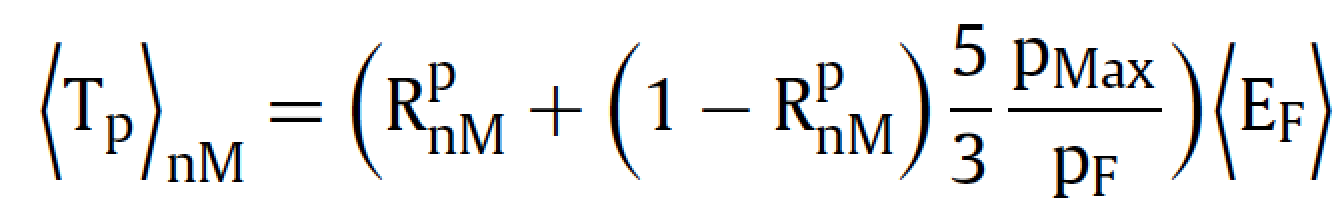 ⟨T_p⟩_nM = (R^p_nM + (1 − R^p_nM) 5/3 p_Max/p_F)⟨E_F⟩